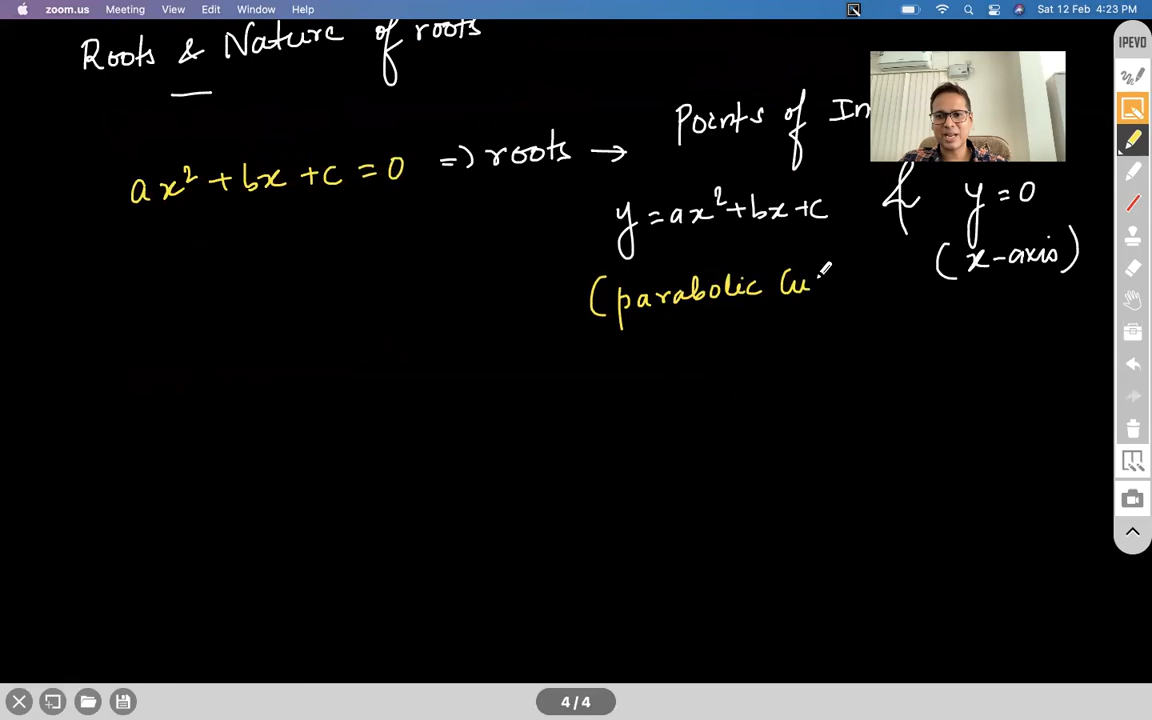 zoom.us Meeting View Edit Window Help Sat 12 Feb 4:23 PM
IPEVO
Roots & Nature of roots
Points of In
ax² + bx + c = 0 => roots →
y = ax² + bx + c & y = 0
(x-axis)
(parabolic Cu
4 / 4